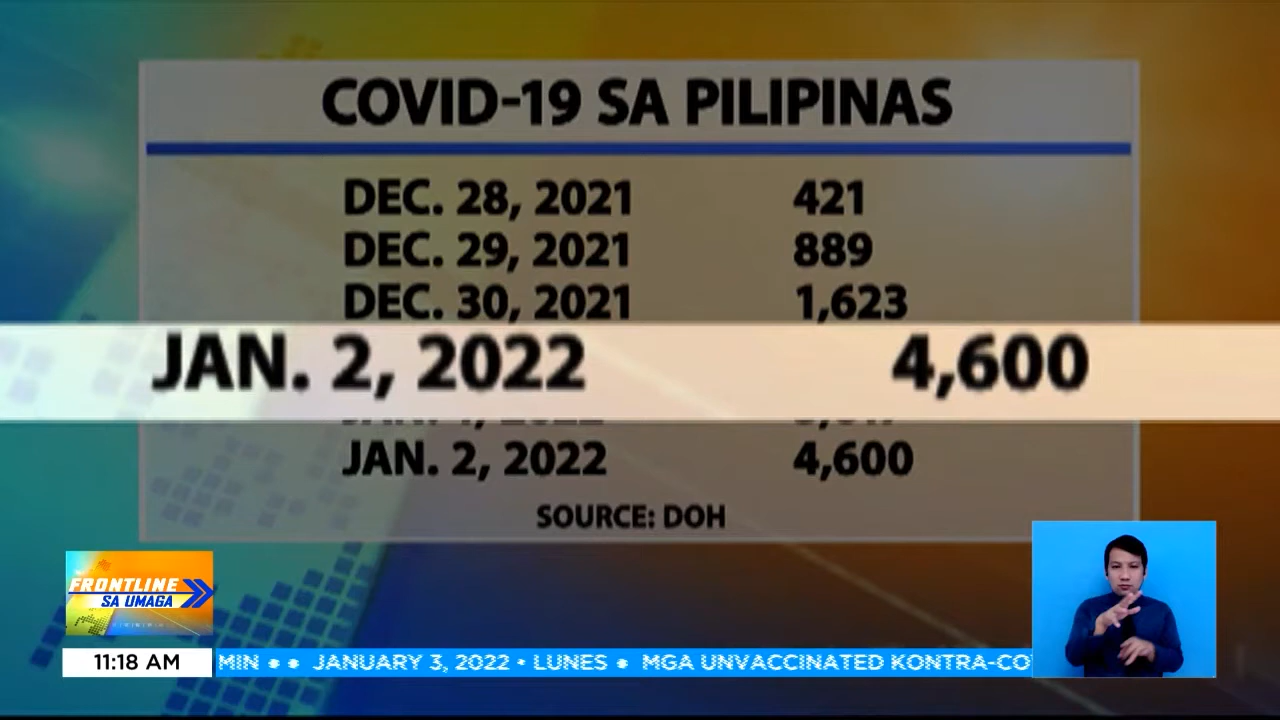 COVID-19 SA PILIPINAS
DEC. 28, 2021 421
DEC. 29, 2021 889
DEC. 30, 2021 1,623
JAN. 2, 2022 4,600
JAN. 2, 2022 4,600
SOURCE: DOH
FRONTLINE
SA UMAGA
11:18 AM MIN •• JANUARY 3, 2022 • LUNES • MGA UNVACCINATED KONTRA-CO